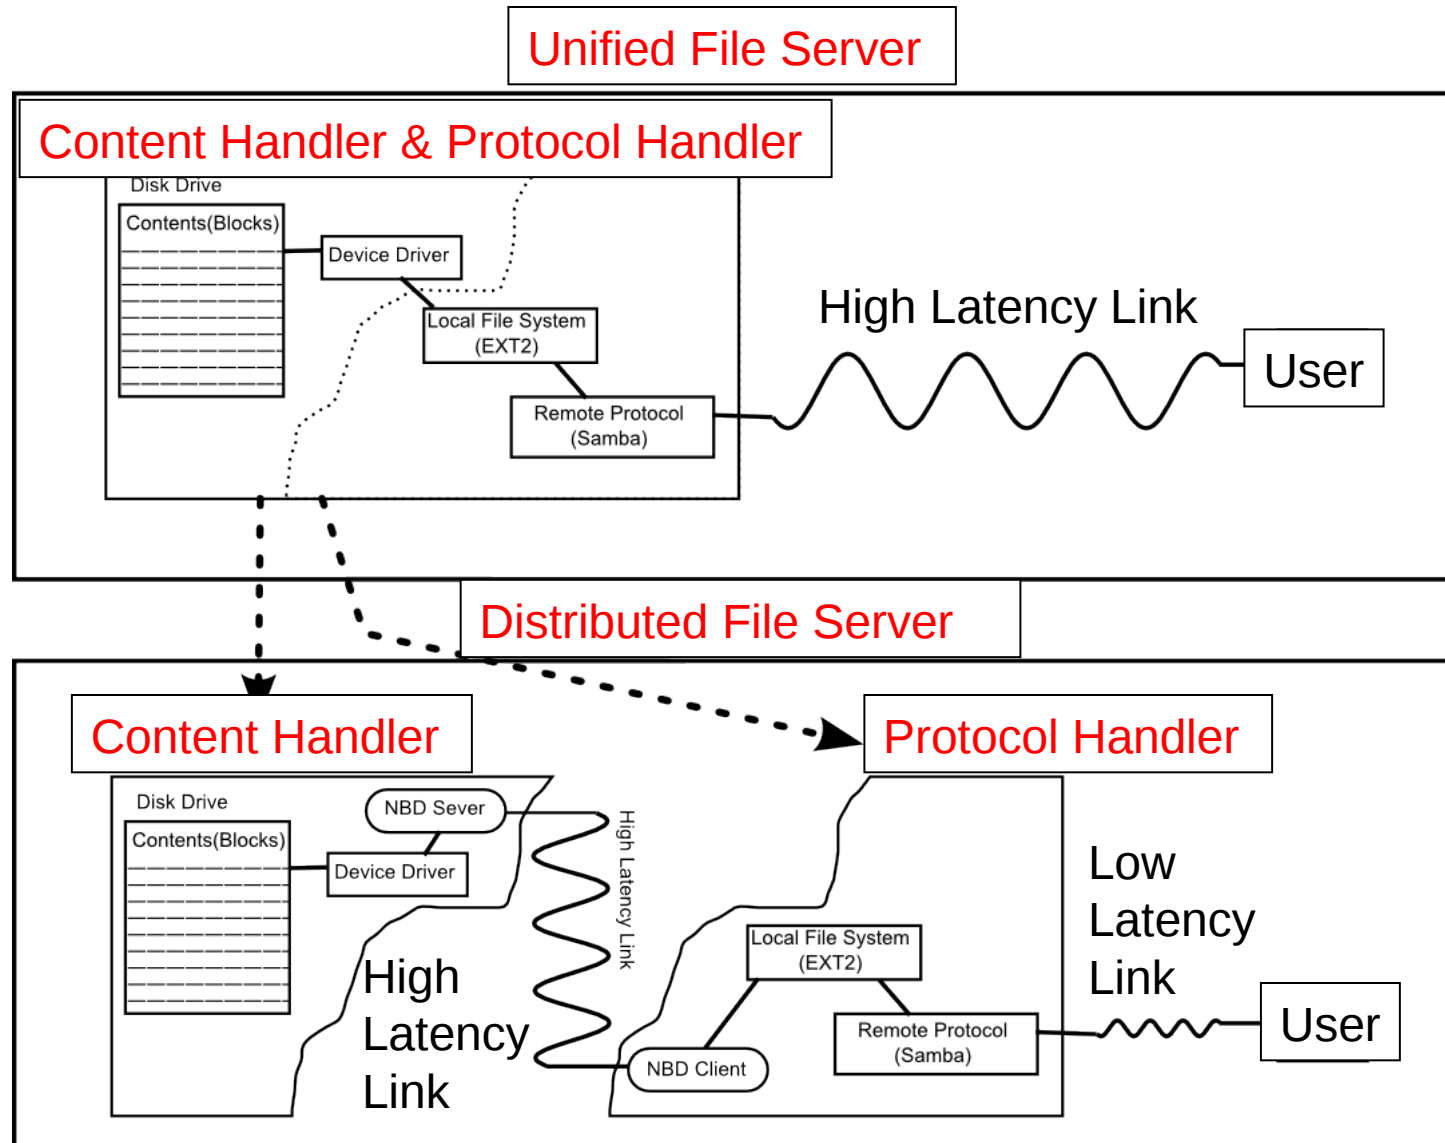 Unified File Server
Content Handler & Protocol Handler
Disk Drive
Contents(Blocks)
Device Driver
Local File System
(EXT2)
Remote Protocol
(Samba)
High Latency Link
User
Distributed File Server
Content Handler
Protocol Handler
Disk Drive
Contents(Blocks)
NBD Sever
Device Driver
High Latency Link
High
Latency
Link
NBD Client
Local File System
(EXT2)
Remote Protocol
(Samba)
Low
Latency
Link
User